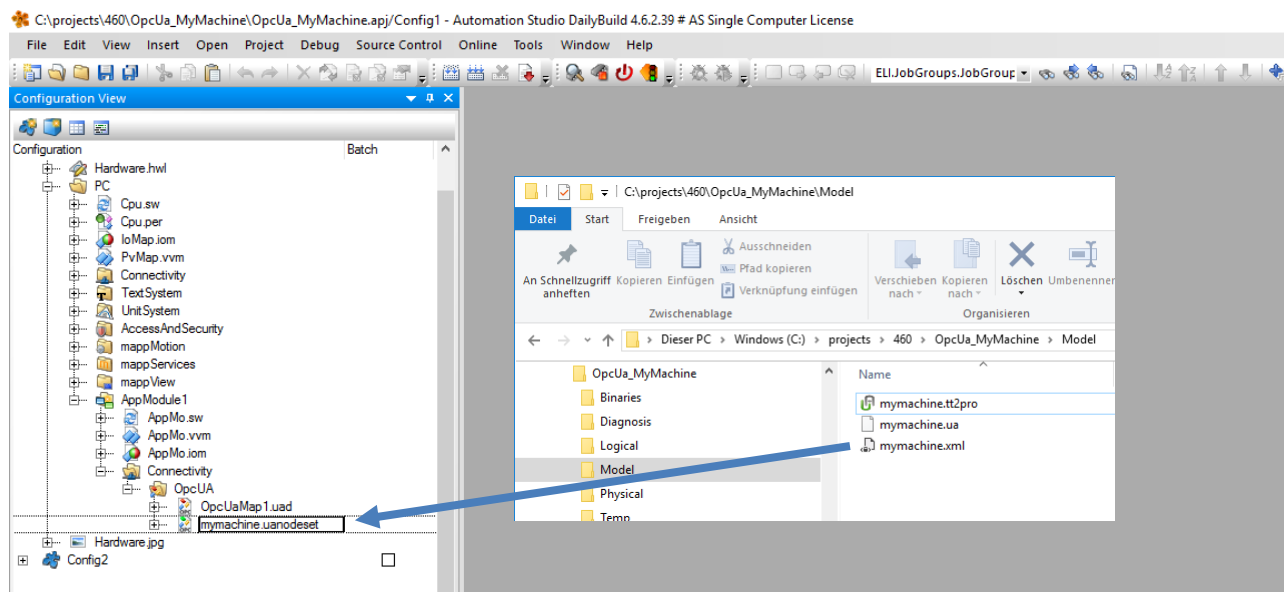 C:\projects\460\OpcUa_MyMachine\OpcUa_MyMachine.apj/Config1 - Automation Studio DailyBuild 4.6.2.39 # AS Single Computer License
File Edit View Insert Open Project Debug Source Control Online Tools Window Help
ELI.JobGroups.JobGroup
Configuration View
Configuration Batch
Hardware.hwl
PC
Cpu.sw
Cpu.per
IoMap.iom
PvMap.vvm
Connectivity
TextSystem
UnitSystem
AccessAndSecurity
mappMotion
mappServices
mappView
AppModule1
AppMo.sw
AppMo.vvm
AppMo.iom
Connectivity
OpcUA
OpcUaMap1.uad
mymachine.uanodeset
Hardware.jpg
Config2
C:\projects\460\OpcUa_MyMachine\Model
Datei Start Freigeben Ansicht
An Schnellzugriff anheften
Kopieren
Einfügen
Ausschneiden
Pfad kopieren
Verknüpfung einfügen
Zwischenablage
Verschieben nach
Kopieren nach
Löschen
Umbenennen
Organisieren
Dieser PC > Windows (C:) > projects > 460 > OpcUa_MyMachine > Model
OpcUa_MyMachine
Binaries
Diagnosis
Logical
Model
Physical
Temp
Name
mymachine.tt2pro
mymachine.ua
mymachine.xml